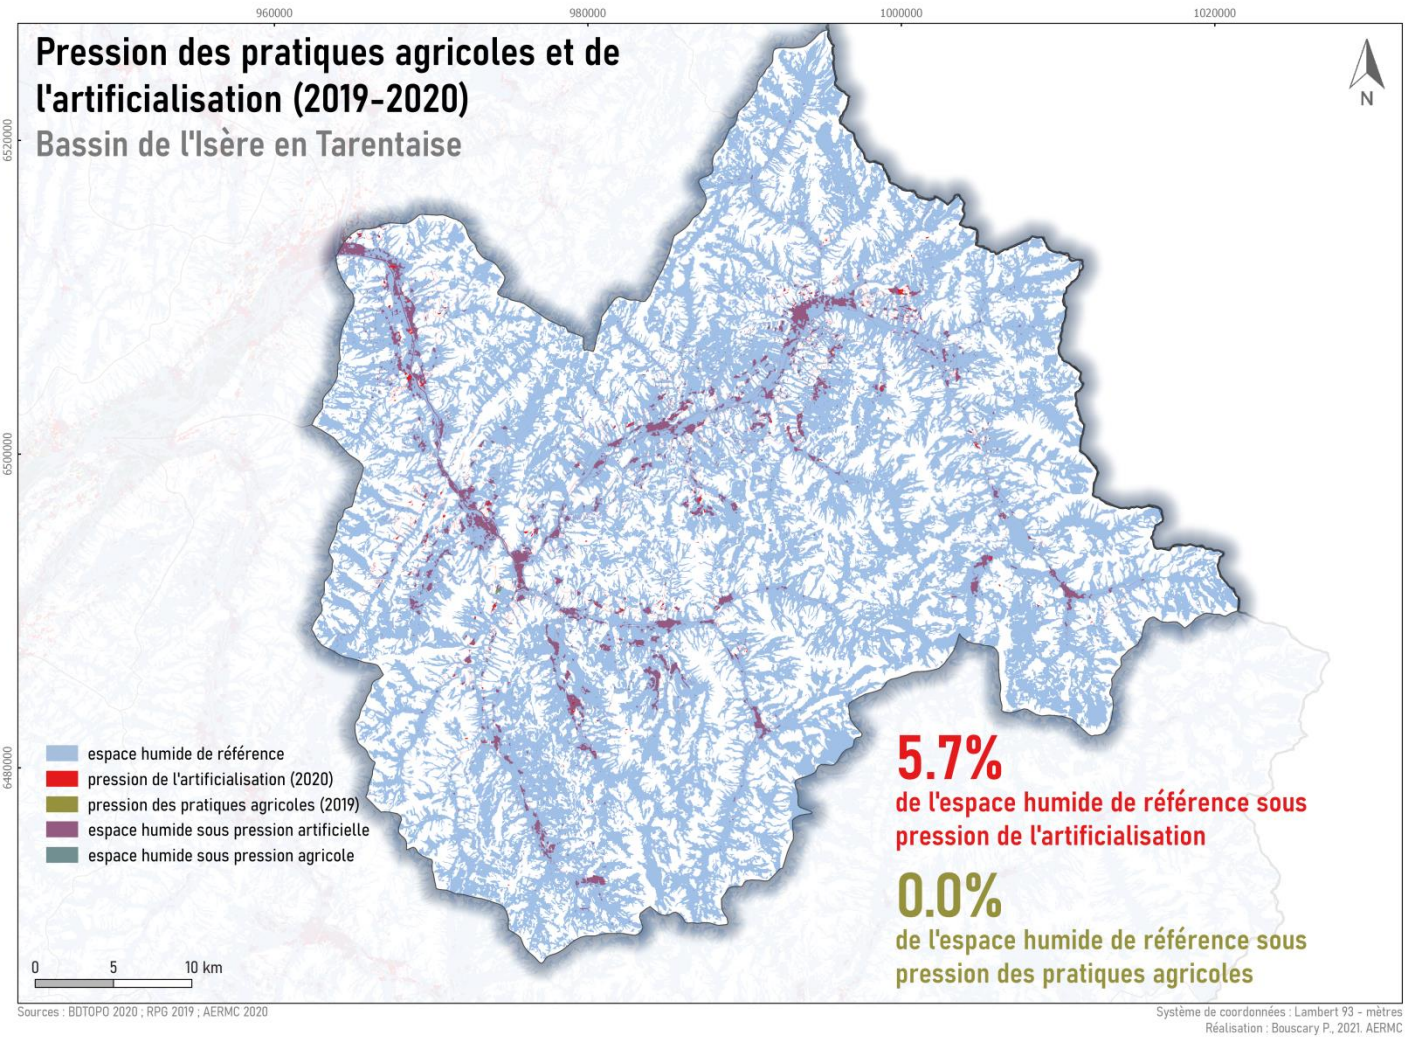 960000
980000
1000000
1020000
Pression des pratiques agricoles et de
l'artificialisation (2019-2020)
Bassin de l'Isère en Tarentaise
N
6520000
6500000
6480000
espace humide de référence
pression de l'artificialisation (2020)
pression des pratiques agricoles (2019)
espace humide sous pression artificielle
espace humide sous pression agricole
5.7%
de l'espace humide de référence sous
pression de l'artificialisation
0.0%
de l'espace humide de référence sous
pression des pratiques agricoles
0 5 10 km
Sources : BDTOPO 2020 ; RPG 2019 ; AERMC 2020
Système de coordonnées : Lambert 93 - mètres
Réalisation : Bouscary P., 2021. AERMC